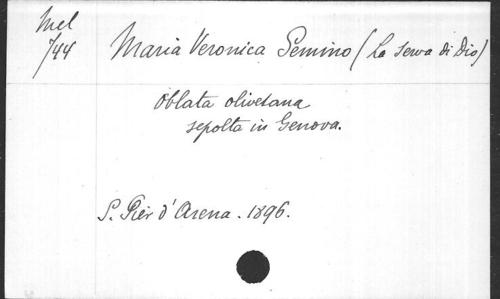 Mel
744
Maria Veronica Semino (La serva di Dio)
Oblata olivetana
sepolta in Genova.
S. Pier d'Arena. 1896.